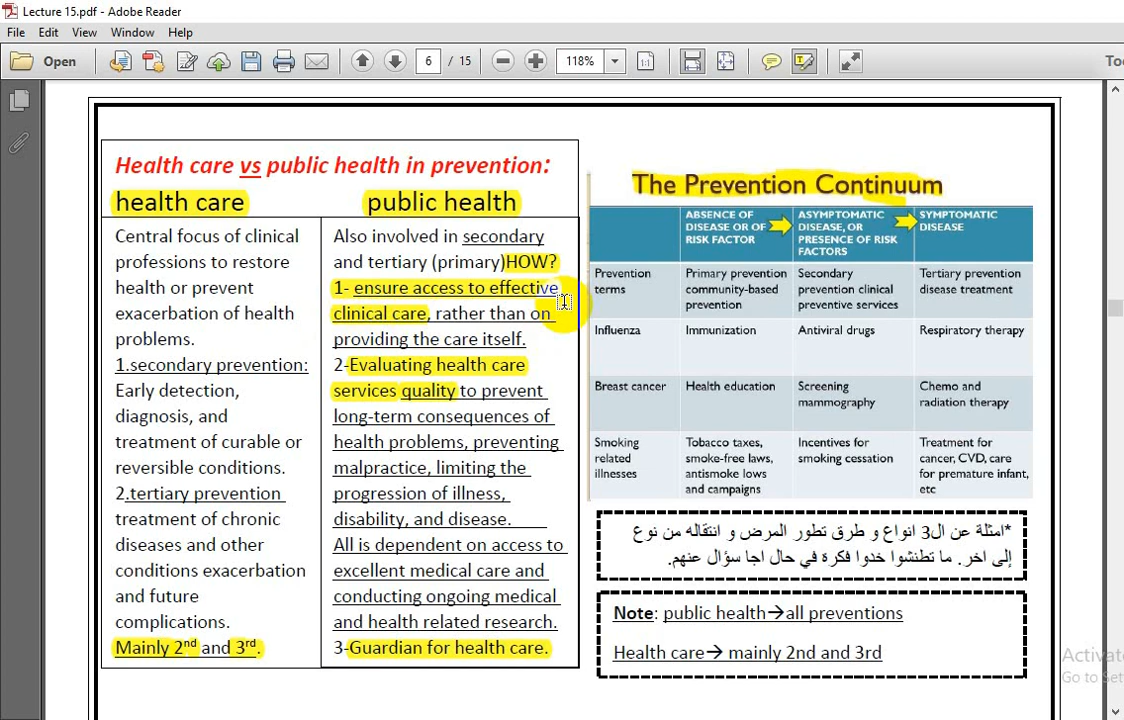 Lecture 15.pdf - Adobe Reader
File Edit View Window Help
Open 6 / 15 118% To
Health care vs public health in prevention:
health care
public health
Central focus of clinical
professions to restore
health or prevent
exacerbation of health
problems.
1.secondary prevention:
Early detection,
diagnosis, and
treatment of curable or
reversible conditions.
2.tertiary prevention
treatment of chronic
diseases and other
conditions exacerbation
and future
complications.
Mainly 2nd and 3rd.
Also involved in secondary
and tertiary (primary)HOW?
1- ensure access to effective
clinical care, rather than on
providing the care itself.
2-Evaluating health care
services quality to prevent
long-term consequences of
health problems, preventing
malpractice, limiting the
progression of illness,
disability, and disease.
All is dependent on access to
excellent medical care and
conducting ongoing medical
and health related research.
3-Guardian for health care.
The Prevention Continuum
ABSENCE OF
DISEASE OR OF
RISK FACTOR
ASYMPTOMATIC
DISEASE, OR
PRESENCE OF RISK
FACTORS
SYMPTOMATIC
DISEASE
Prevention
terms
Primary prevention
community-based
prevention
Secondary
prevention clinical
preventive services
Tertiary prevention
disease treatment
Influenza
Immunization
Antiviral drugs
Respiratory therapy
Breast cancer
Health education
Screening
mammography
Chemo and
radiation therapy
Smoking
related
illnesses
Tobacco taxes,
smoke-free laws,
antismoke lows
and campaigns
Incentives for
smoking cessation
Treatment for
cancer, CVD, care
for premature infant,
etc
*امثلة عن ال3 انواع و طرق تطور المرض و انتقاله من نوع
إلى اخر. ما تطنشوا خدوا فكرة في حال اجا سؤال عنهم.
Note: public health→all preventions
Health care→ mainly 2nd and 3rd
Activat
Go to Set